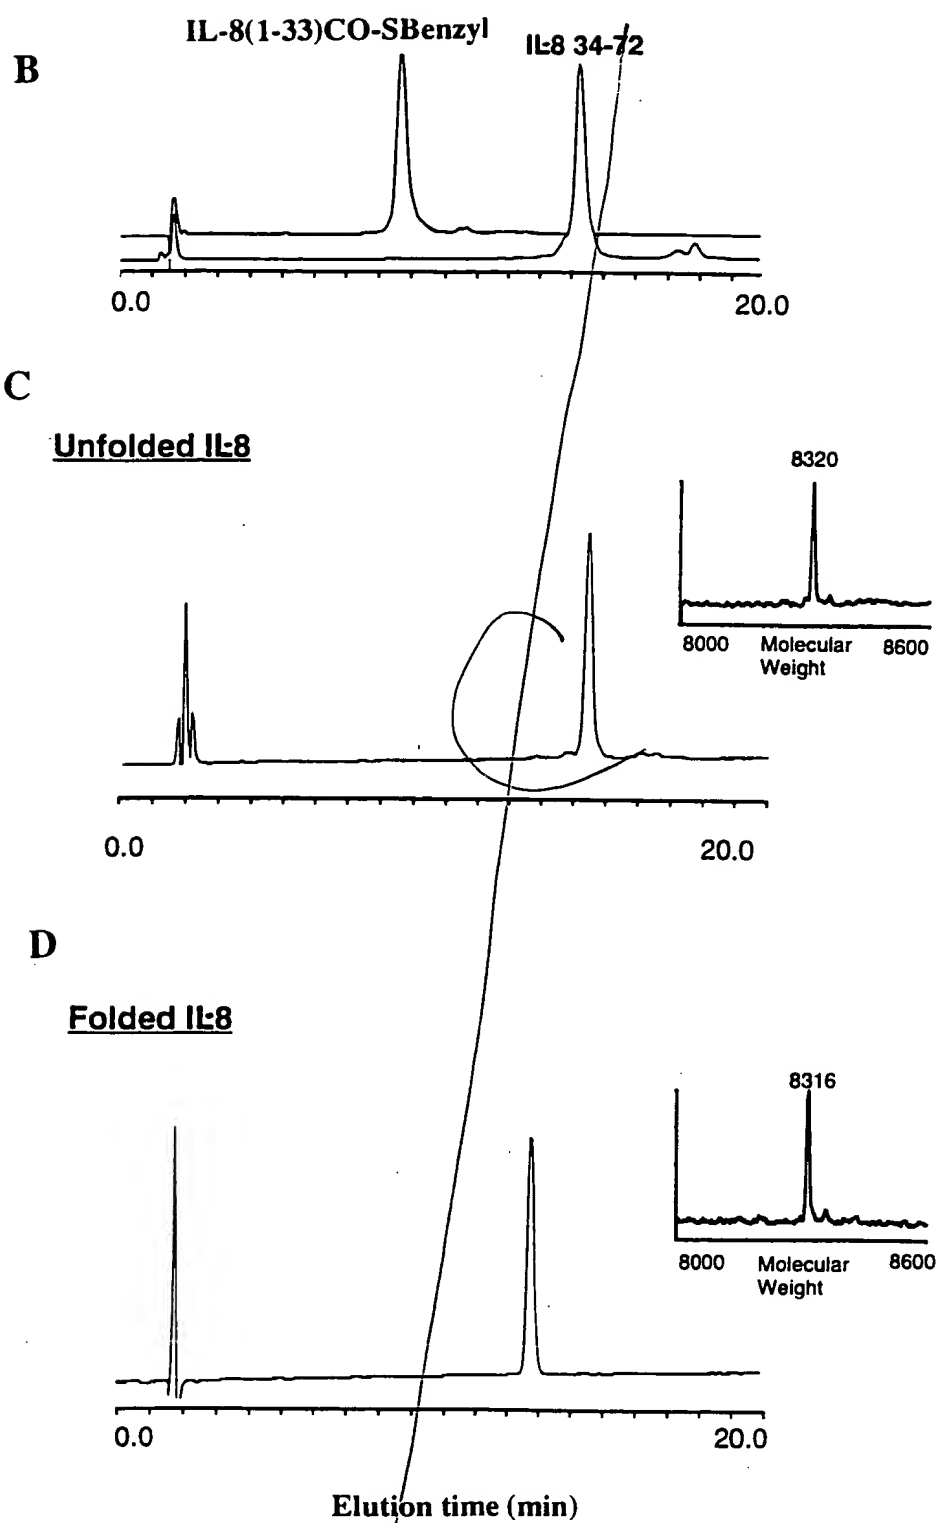 IL-8(1-33)CO-SBenzyl
IL-8 34-72
B
0.0 20.0
C
Unfolded IL-8
8320
8000 Molecular Weight 8600
0.0 20.0
D
Folded IL-8
8316
8000 Molecular Weight 8600
0.0 20.0
Elution time (min)